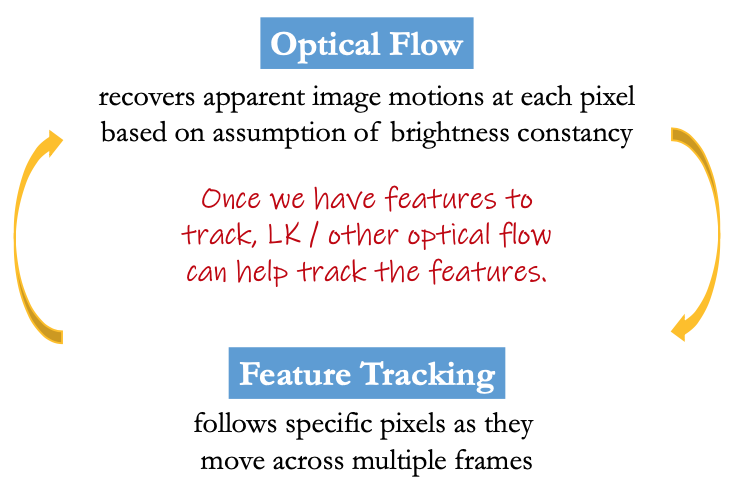 Optical Flow
recovers apparent image motions at each pixel
based on assumption of brightness constancy
Once we have features to
track, LK / other optical flow
can help track the features.
Feature Tracking
follows specific pixels as they
move across multiple frames